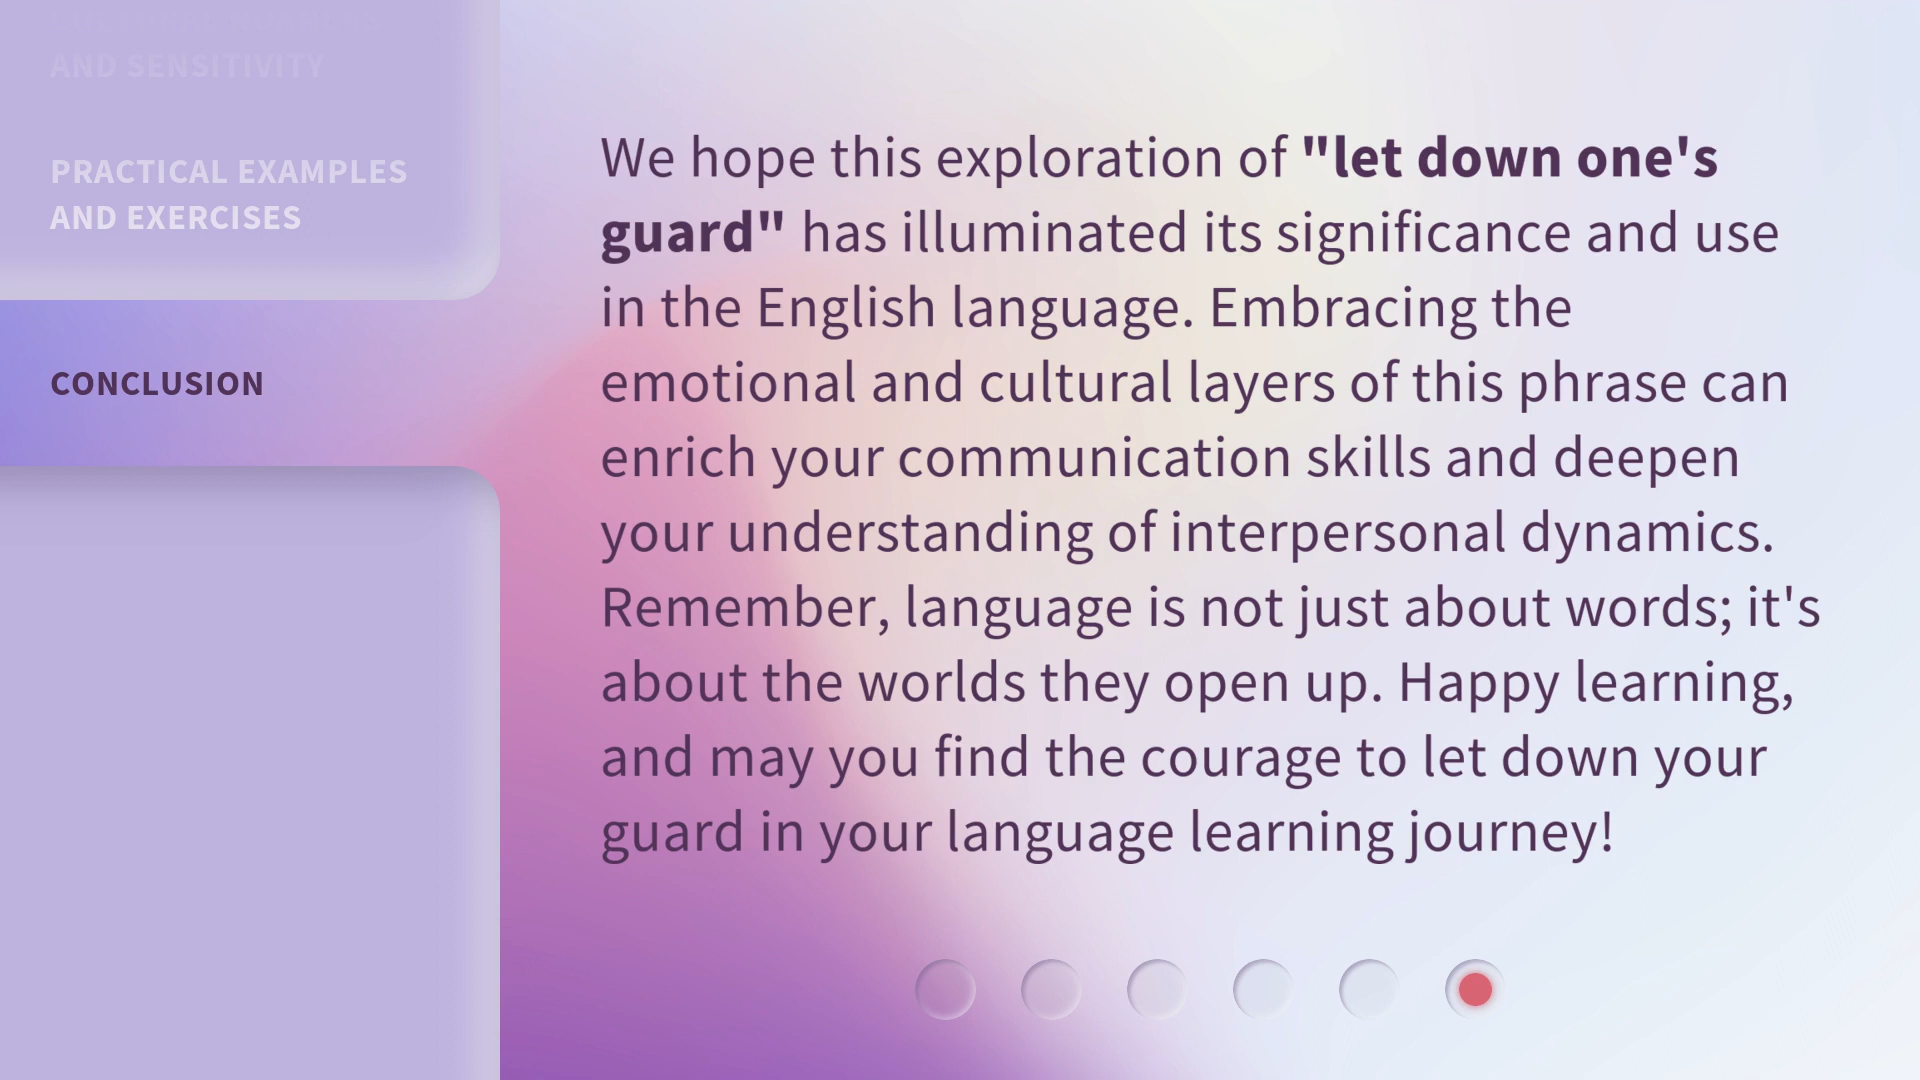 AND SENSITIVITY
PRACTICAL EXAMPLES
AND EXERCISES
CONCLUSION
We hope this exploration of "let down one's
guard" has illuminated its significance and use
in the English language. Embracing the
emotional and cultural layers of this phrase can
enrich your communication skills and deepen
your understanding of interpersonal dynamics.
Remember, language is not just about words; it's
about the worlds they open up. Happy learning,
and may you find the courage to let down your
guard in your language learning journey!